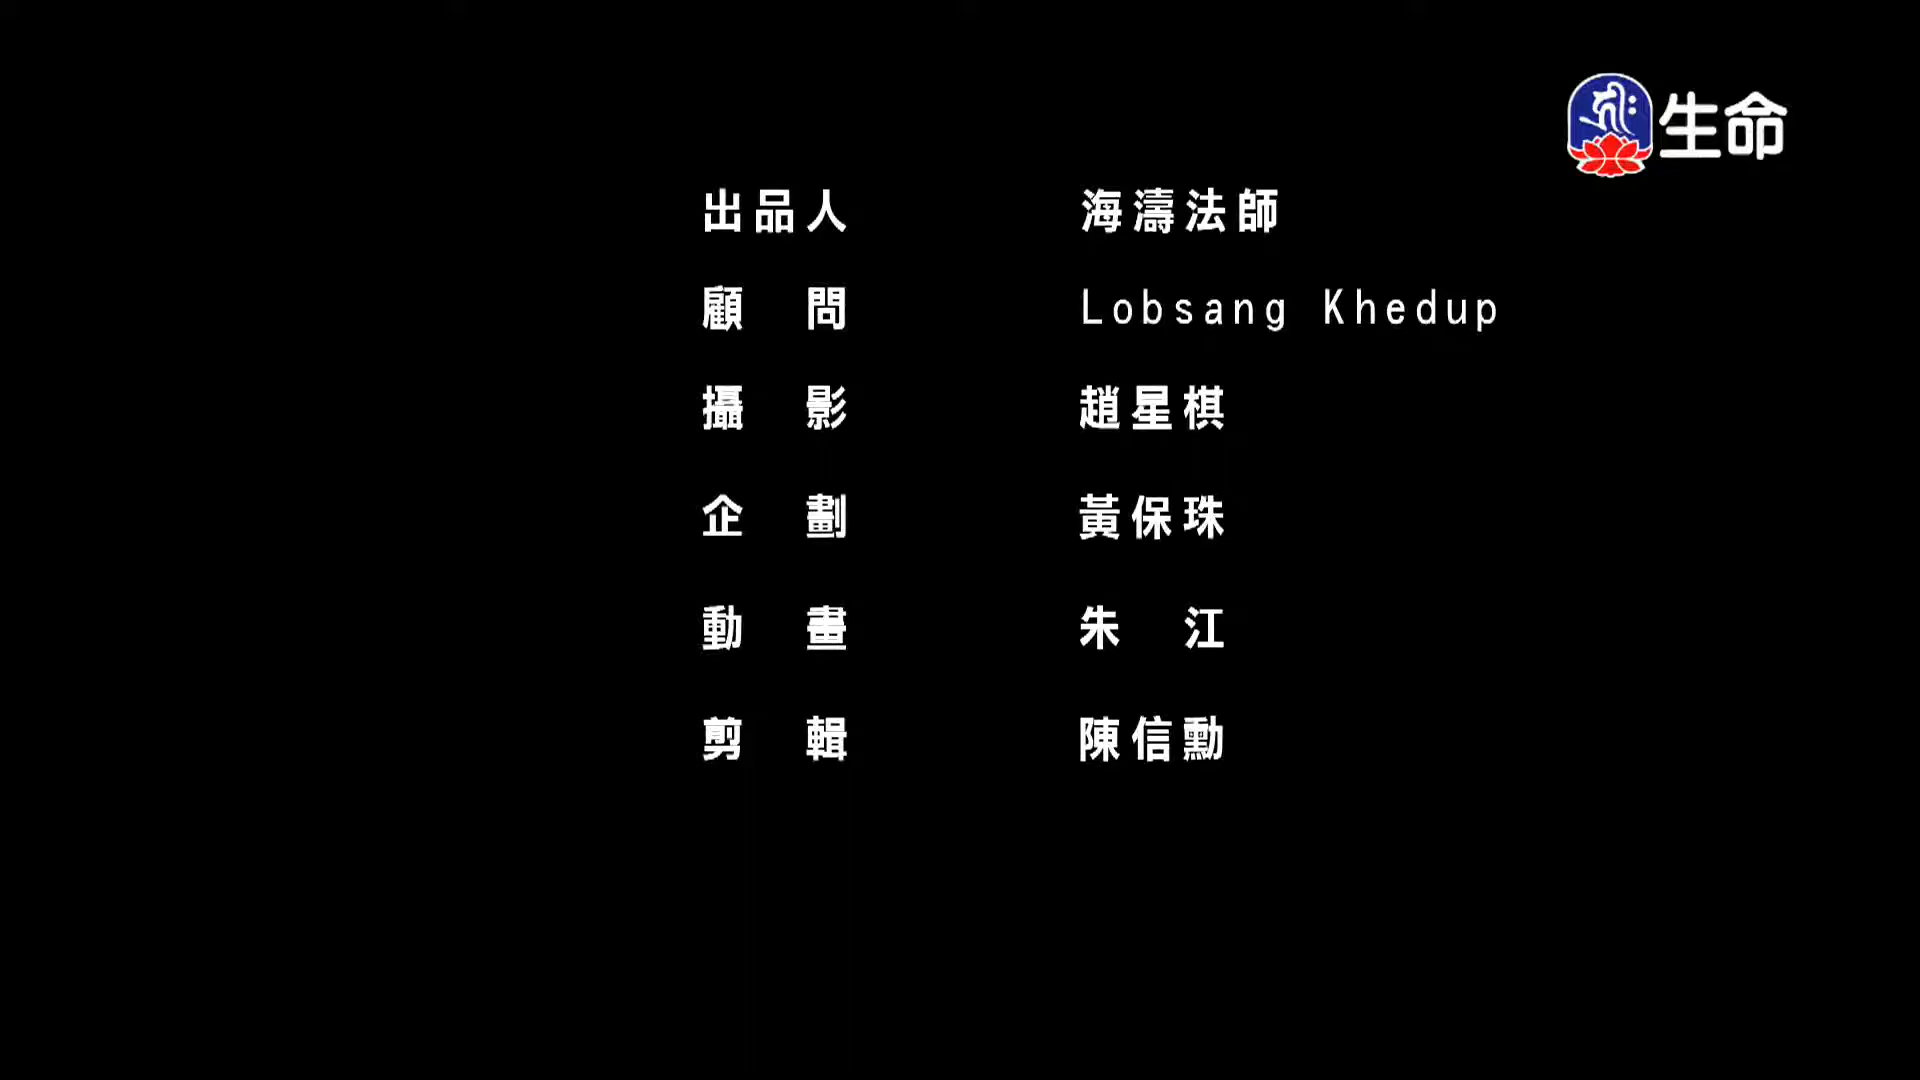 生命
出品人 海濤法師
顧問 Lobsang Khedup
攝影 趙星棋
企劃 黃保珠
動畫 朱江
剪輯 陳信勳